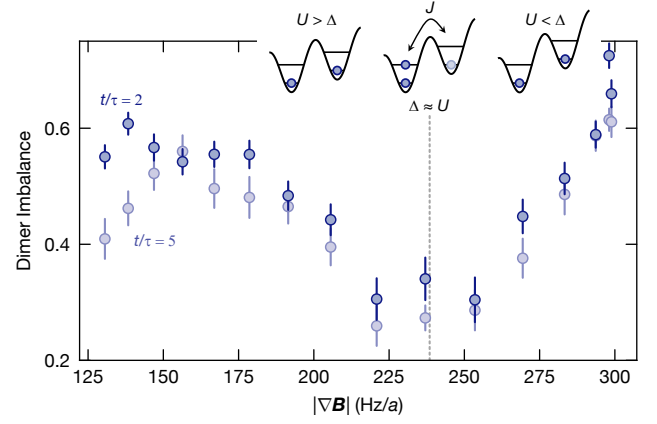 J
U > Δ
U < Δ
Δ ≈ U
t/τ = 2
t/τ = 5
Dimer Imbalance
0.6
0.4
0.2
125 150 175 200 225 250 275 300
|∇B| (Hz/a)